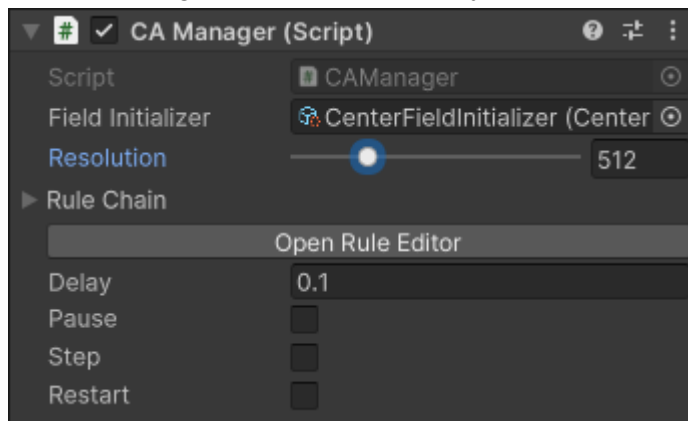 # CA Manager (Script)
Script CAManager
Field Initializer CenterFieldInitializer (Center
Resolution 512
Rule Chain
Open Rule Editor
Delay 0.1
Pause
Step
Restart